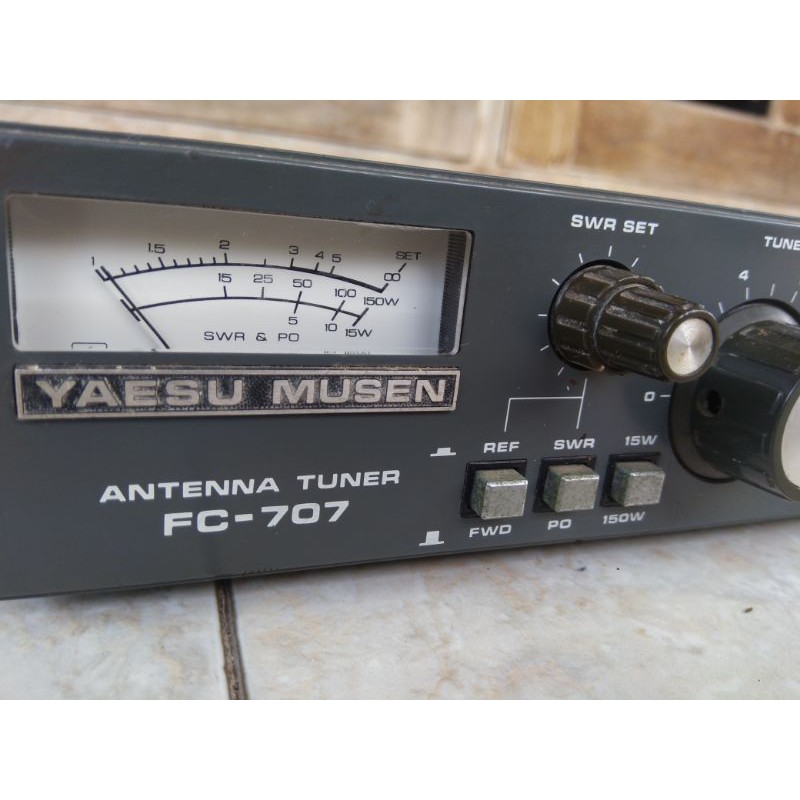 SWR SET
TUNE
1 1.5 2 3 4 5 SET
∞
15 25 50 100 150W
5 10 15W
SWR & PO
4
0
YAESU MUSEN
REF SWR 15W
ANTENNA TUNER
FC-707
FWD PO 150W